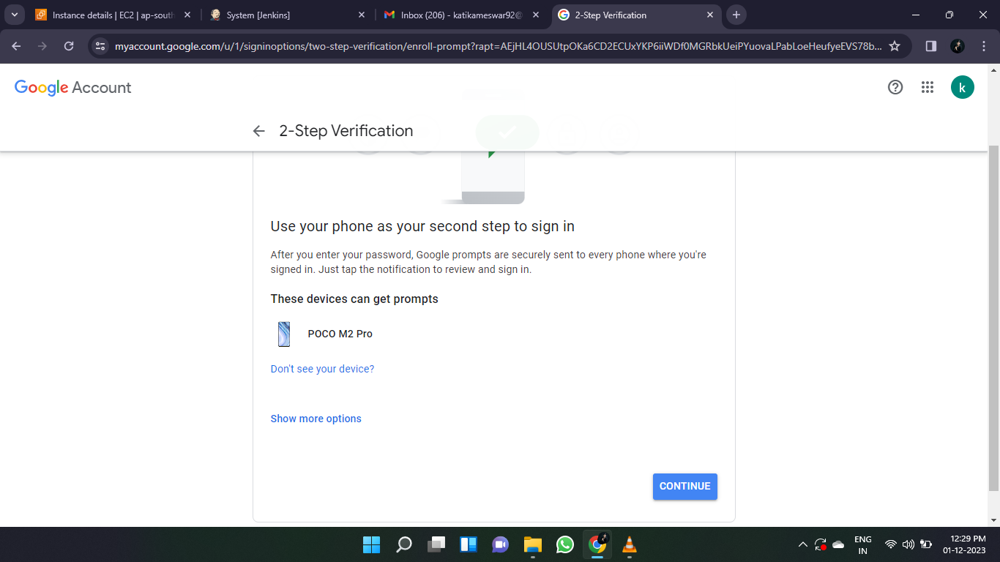 Instance details | EC2 | ap-south
System [Jenkins]
Inbox (206) - katikameswar92@
2-Step Verification
myaccount.google.com/u/1/signinoptions/two-step-verification/enroll-prompt?rapt=AEjHL4OUSUtpOKa6CD2ECUxYKP6iiWDf0MGRbkUeiPYuovaLPabLoeHeufyeEVS78b...
Google Account
k
2-Step Verification
Use your phone as your second step to sign in
After you enter your password, Google prompts are securely sent to every phone where you're
signed in. Just tap the notification to review and sign in.
These devices can get prompts
POCO M2 Pro
Don't see your device?
Show more options
CONTINUE
ENG
IN
12:29 PM
01-12-2023